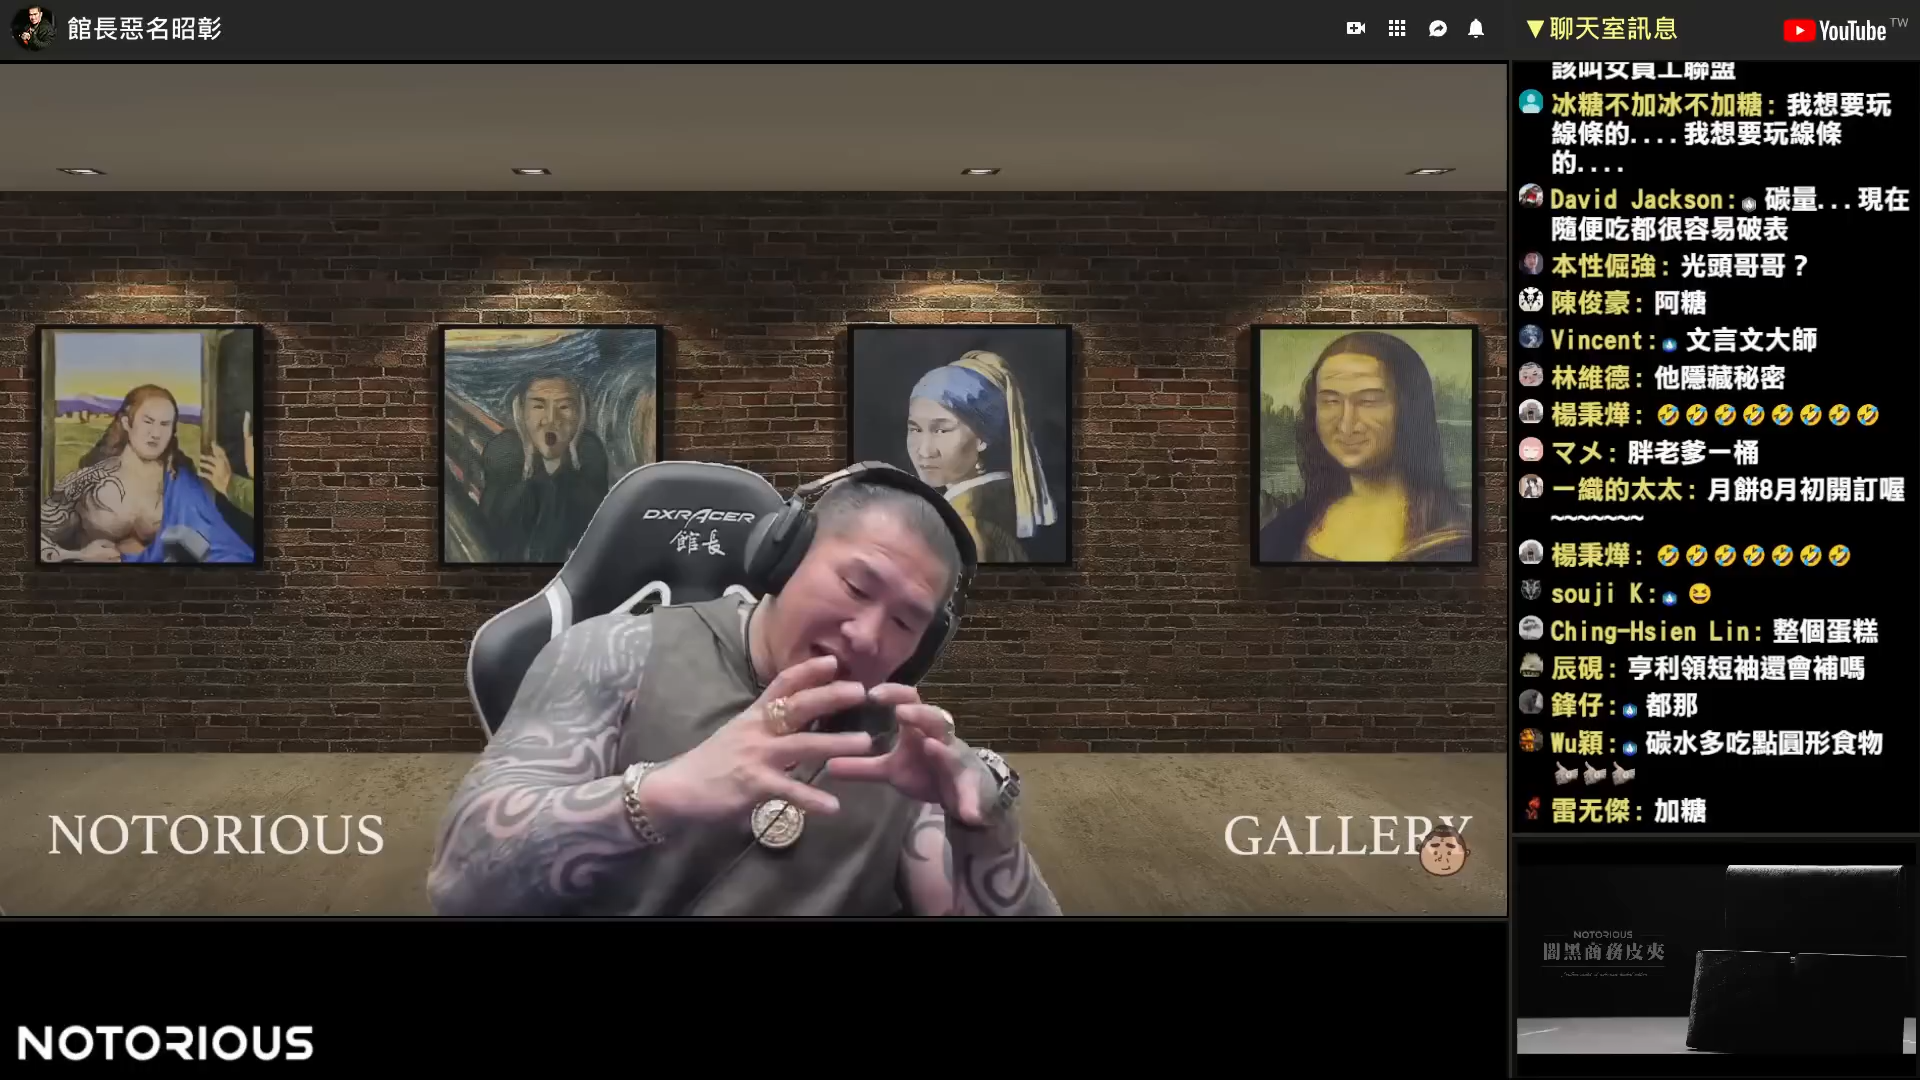 館長惡名昭彰
▼聊天室訊息
YouTube TW
該叫女員工聯盟
冰糖不加冰不加糖: 我想要玩
線條的....我想要玩線條
的....
David Jackson: 碳量...現在
隨便吃都很容易破表
本性倔強: 光頭哥哥?
陳俊豪: 阿糖
Vincent: 文言文大師
林維德: 他隱藏秘密
楊秉燁: 🤣🤣🤣🤣🤣🤣🤣🤣
マメ: 胖老爹一桶
一織的太太: 月餅8月初開訂喔
~~~~~~~
楊秉燁: 🤣🤣🤣🤣🤣🤣🤣
souji K: 😆
Ching-Hsien Lin: 整個蛋糕
辰硯: 亨利領短袖還會補嗎
鋒仔: 都那
Wu穎: 碳水多吃點圓形食物
雷无傑: 加糖
DXRACER
館長
NOTORIOUS
GALLERY
NOTORIOUS
闇黑商務皮夾
NOTORIOUS